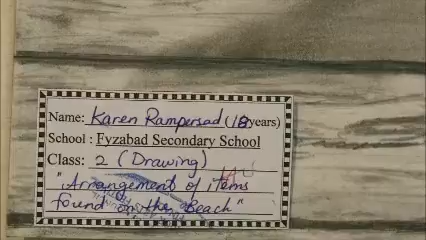 Name: Karen Rampersad (18 years)
School : Fyzabad Secondary School
Class: 2 (Drawing)
"Arrangement of items
found on the Beach"